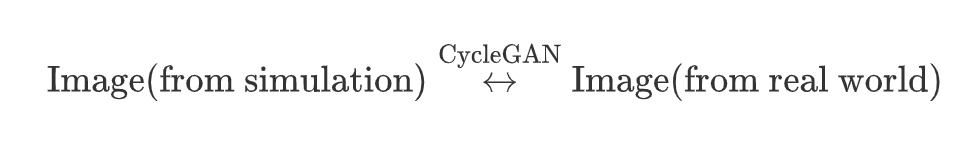 CycleGAN
Image(from simulation) ↔ Image(from real world)